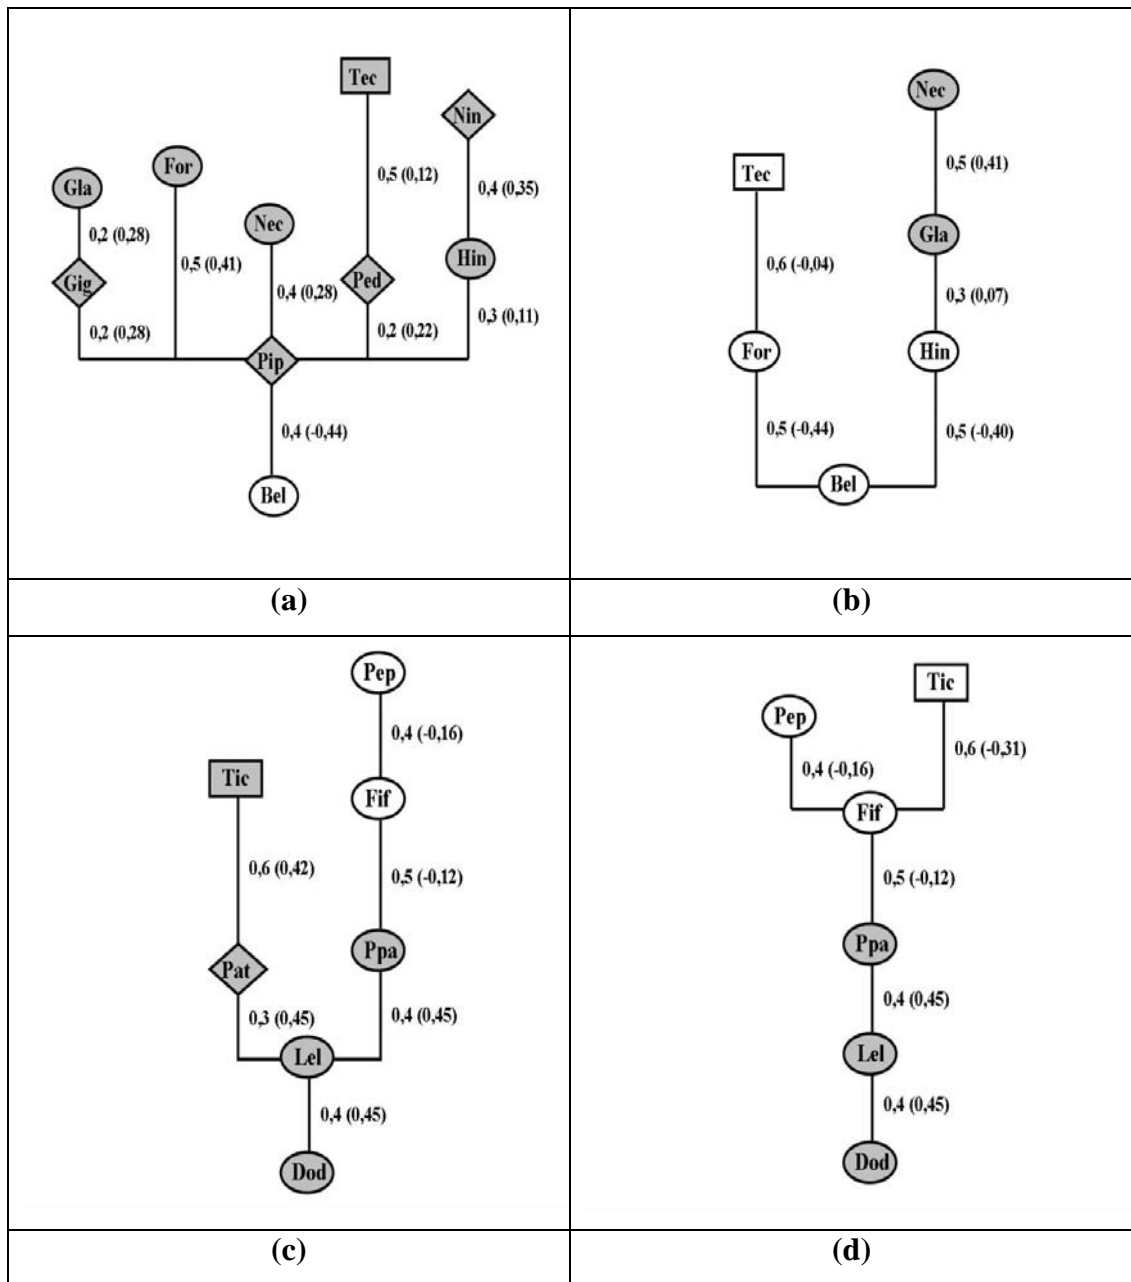 Tec
Nin
Gla
For
0,5 (0,12)
0,4 (0,35)
Nec
0,2 (0,28)
0,5 (0,41)
Hin
Gig
0,4 (0,28)
Ped
0,2 (0,28)
0,2 (0,22)
0,3 (0,11)
Pip
0,4 (-0,44)
Bel
(a)
Nec
0,5 (0,41)
Tec
Gla
0,6 (-0,04)
0,3 (0,07)
For
Hin
0,5 (-0,44)
0,5 (-0,40)
Bel
(b)
Pep
0,4 (-0,16)
Tic
Fif
0,6 (0,42)
0,5 (-0,12)
Ppa
Pat
0,3 (0,45)
0,4 (0,45)
Lel
0,4 (0,45)
Dod
(c)
Tic
Pep
0,6 (-0,31)
0,4 (-0,16)
Fif
0,5 (-0,12)
Ppa
0,4 (0,45)
Lel
0,4 (0,45)
Dod
(d)